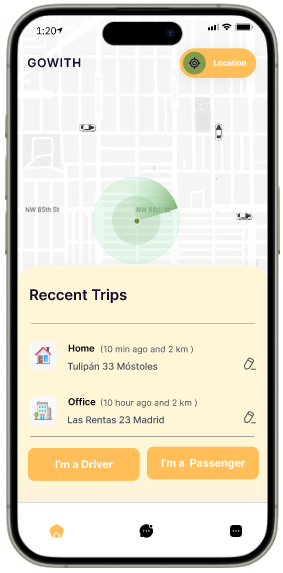 1:20
GOWITH
Location
NW 85th St
NW 85th St
Reccent Trips
Home (10 min ago and 2 km )
Tulipán 33 Móstoles
Office (10 hour ago and 2 km )
Las Rentas 23 Madrid
I'm a Driver
I'm a Passenger